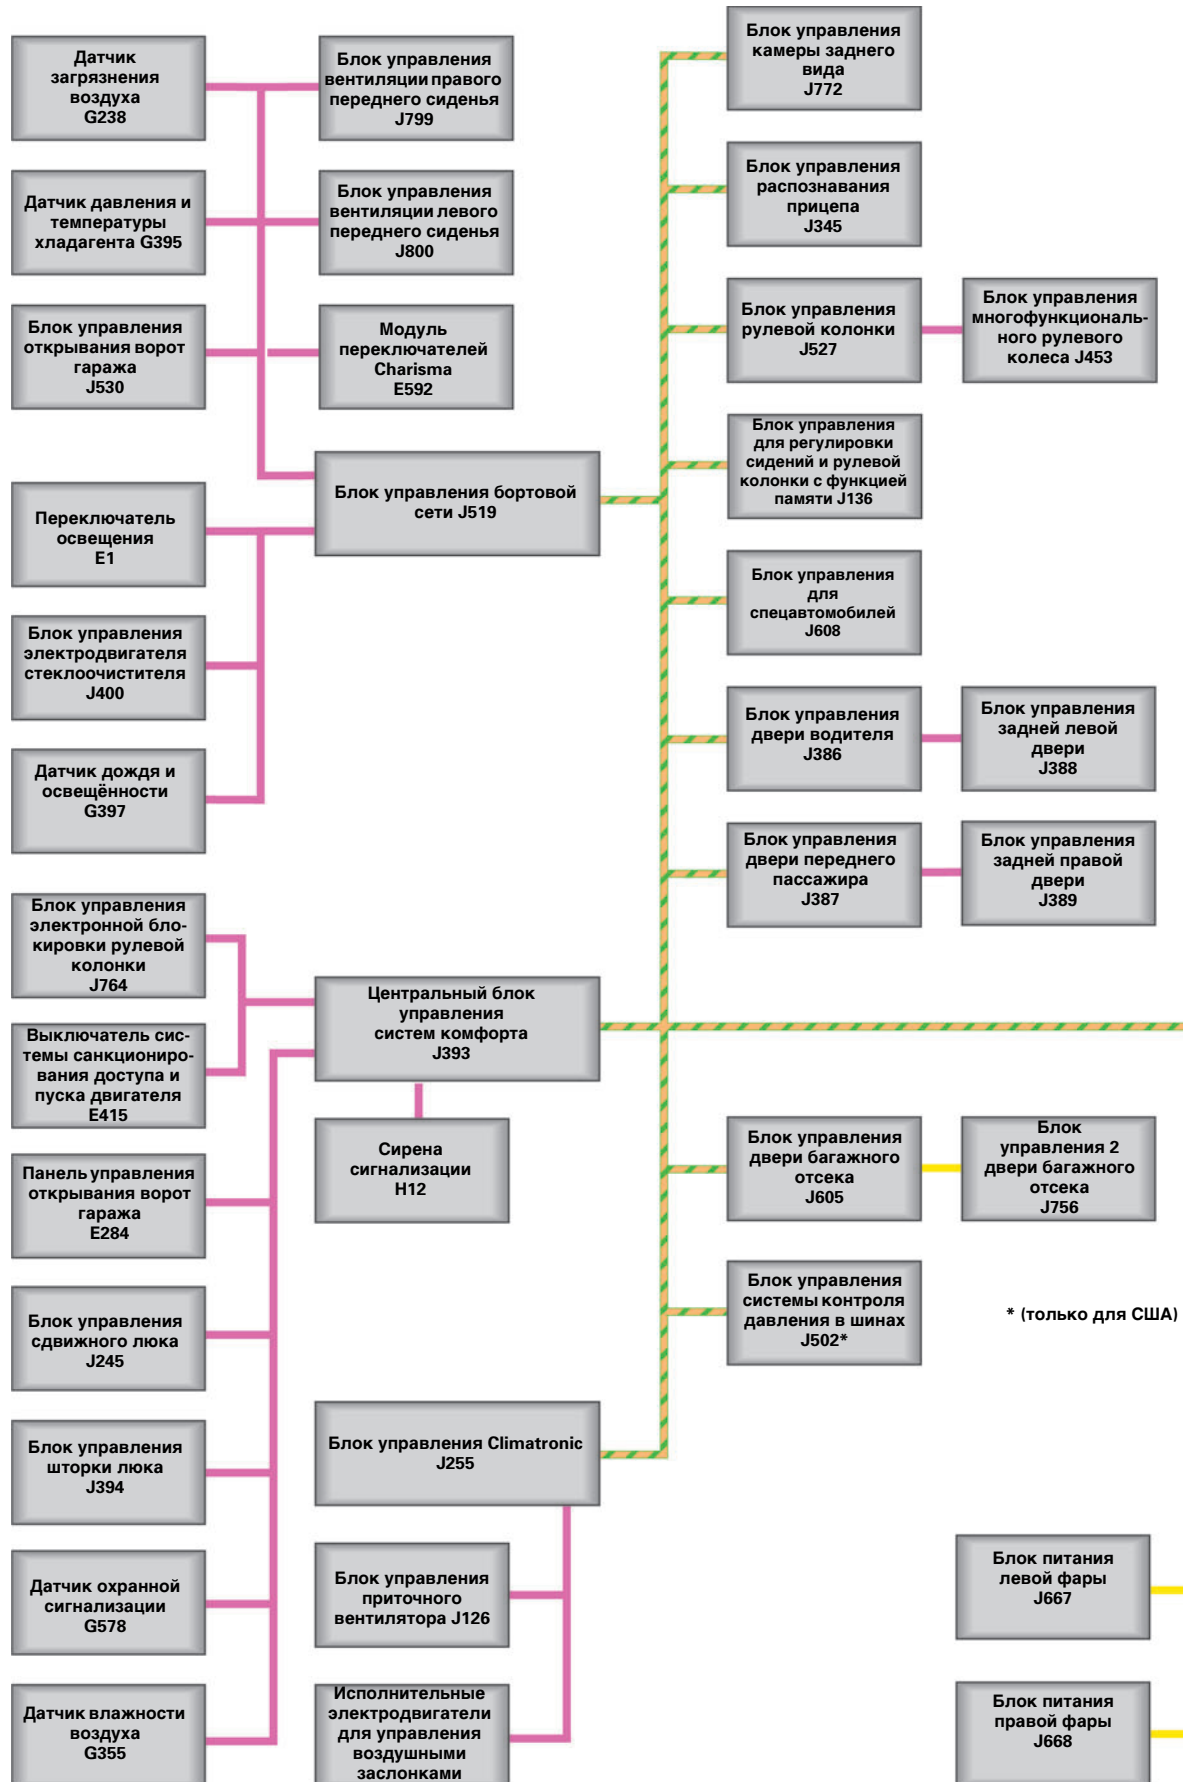 Датчик
загрязнения
воздуха
G238
Блок управления
вентиляции правого
переднего сиденья
J799
Датчик давления и
температуры
хладагента G395
Блок управления
вентиляции левого
переднего сиденья
J800
Блок управления
открывания ворот
гаража
J530
Модуль
переключателей
Charisma
E592
Блок управления бортовой
сети J519
Переключатель
освещения
E1
Блок управления
электродвигателя
стеклоочистителя
J400
Датчик дождя и
освещённости
G397
Блок управления
электронной бло-
кировки рулевой
колонки
J764
Выключатель сис-
темы санкциониро-
вания доступа и
пуска двигателя
E415
Центральный блок
управления
систем комфорта
J393
Сирена
сигнализации
H12
Панель управления
открывания ворот
гаража
E284
Блок управления
сдвижного люка
J245
Блок управления
шторки люка
J394
Датчик охранной
сигнализации
G578
Датчик влажности
воздуха
G355
Блок управления Climatronic
J255
Блок управления
приточного
вентилятора J126
Исполнительные
электродвигатели
для управления
воздушными
заслонками
Блок управления
камеры заднего
вида
J772
Блок управления
распознавания
прицепа
J345
Блок управления
рулевой колонки
J527
Блок управления
многофункциональ-
ного рулевого
колеса J453
Блок управления
для регулировки
сидений и рулевой
колонки с функцией
памяти J136
Блок управления
для
спецавтомобилей
J608
Блок управления
двери водителя
J386
Блок управления
задней левой
двери
J388
Блок управления
двери переднего
пассажира
J387
Блок управления
задней правой
двери
J389
Блок управления
двери багажного
отсека
J605
Блок
управления 2
двери багажного
отсека
J756
Блок управления
системы контроля
давления в шинах
J502*
* (только для США)
Блок питания
левой фары
J667
Блок питания
правой фары
J668